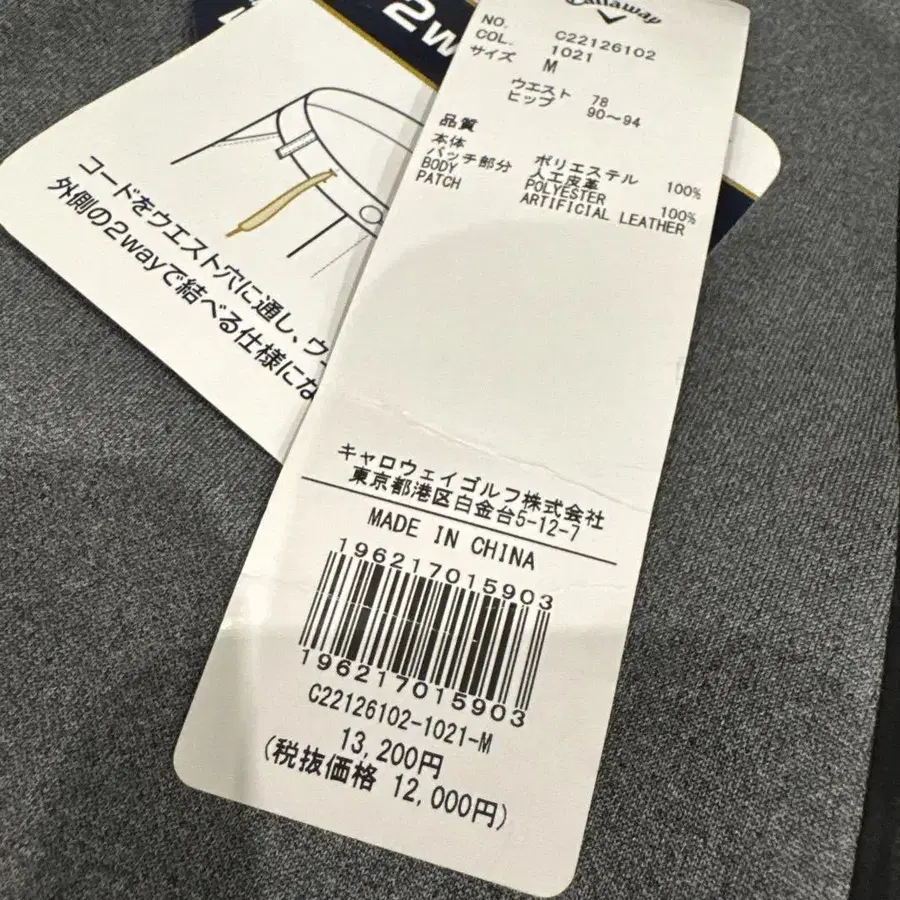 2w
コードをウエスト穴に通し、ウ
外側の2wayで結べる仕様にな
Callaway
NO. C22126102
COL. 1021
サイズ M
ウエスト 78
ヒップ 90～94
品質
本体 ポリエステル 100%
パッチ部分 人工皮革
BODY POLYESTER 100%
PATCH ARTIFICIAL LEATHER
キャロウェイゴルフ株式会社
東京都港区白金台5-12-7
MADE IN CHINA
196217015903
196217015903
C22126102-1021-M
13,200円
(税抜価格 12,000円)